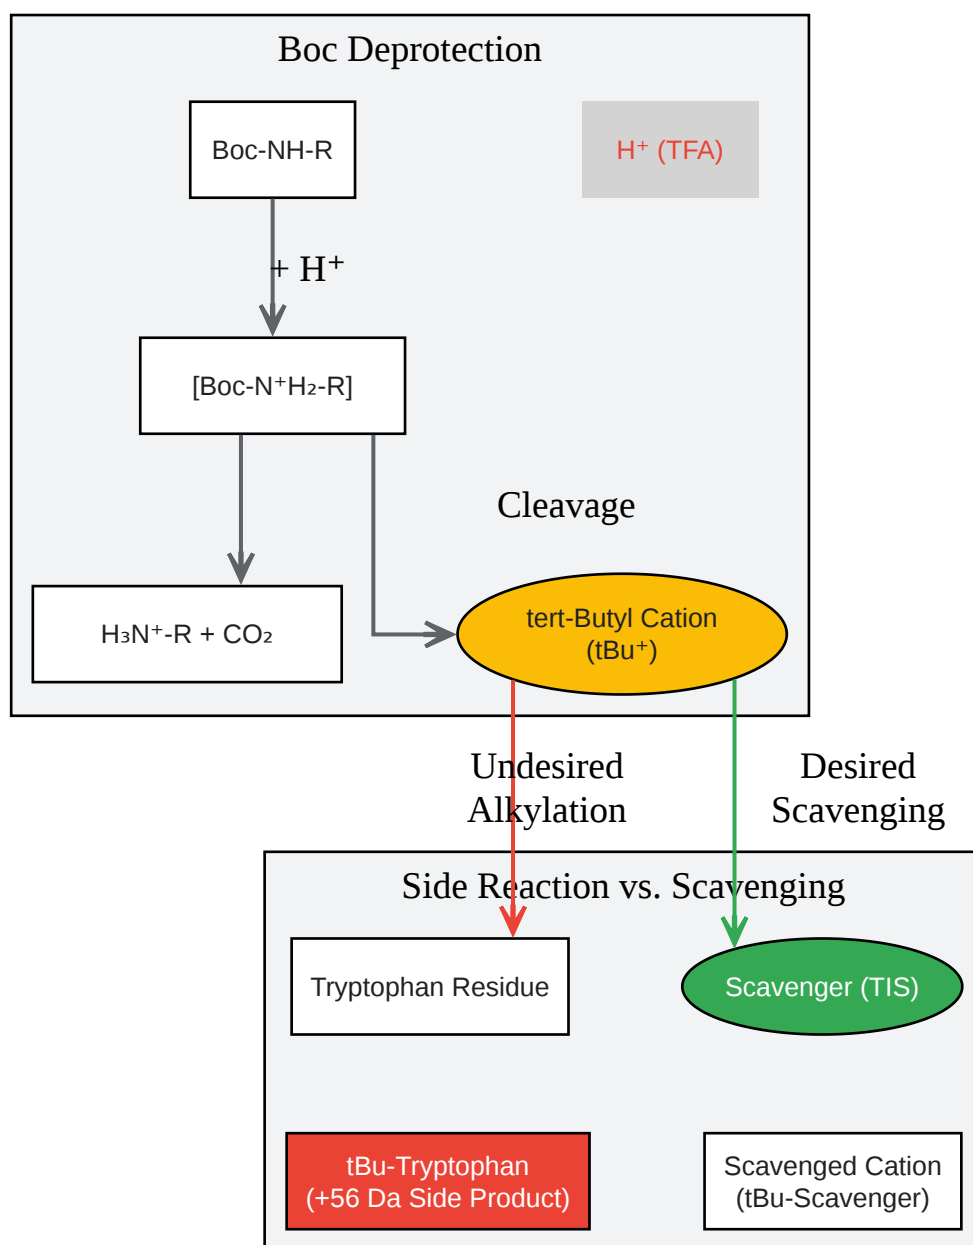 Boc Deprotection
Boc-NH-R
H⁺ (TFA)
+ H⁺
[Boc-N⁺H₂-R]
Cleavage
H₃N⁺-R + CO₂
tert-Butyl Cation
(tBu⁺)
Undesired
Alkylation
Desired
Scavenging
Side Reaction vs. Scavenging
Tryptophan Residue
Scavenger (TIS)
tBu-Tryptophan
(+56 Da Side Product)
Scavenged Cation
(tBu-Scavenger)